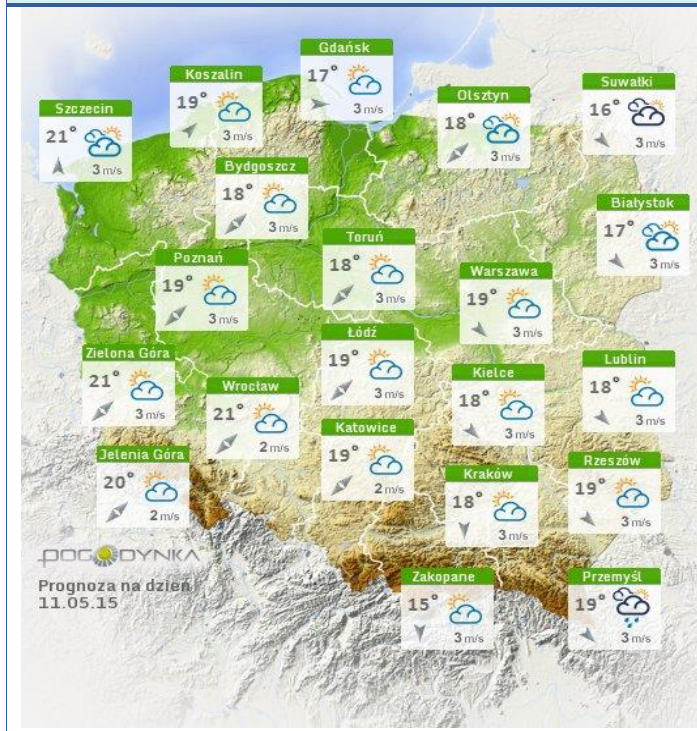 Gdańsk
17°
3 m/s
Koszalin
19°
3 m/s
Suwałki
16°
3 m/s
Olsztyn
18°
3 m/s
Szczecin
21°
3 m/s
Bydgoszcz
18°
3 m/s
Białystok
17°
3 m/s
Toruń
18°
3 m/s
Poznań
19°
3 m/s
Warszawa
19°
3 m/s
Łódź
19°
3 m/s
Zielona Góra
21°
3 m/s
Lublin
18°
3 m/s
Kielce
18°
3 m/s
Wrocław
21°
2 m/s
Katowice
19°
2 m/s
Jelenia Góra
20°
2 m/s
Rzeszów
19°
3 m/s
Kraków
18°
3 m/s
POGODYNKA
Prognoza na dzień
11.05.15
Zakopane
15°
3 m/s
Przemyśl
19°
3 m/s